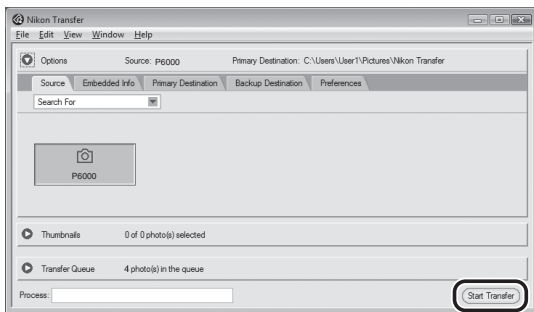 Nikon Transfer
File Edit View Window Help
Options Source: P6000 Primary Destination: C:\Users\User1\Pictures\Nikon Transfer
Source Embedded Info Primary Destination Backup Destination Preferences
Search For
P6000
Thumbnails 0 of 0 photo(s) selected
Transfer Queue 4 photo(s) in the queue
Process: Start Transfer